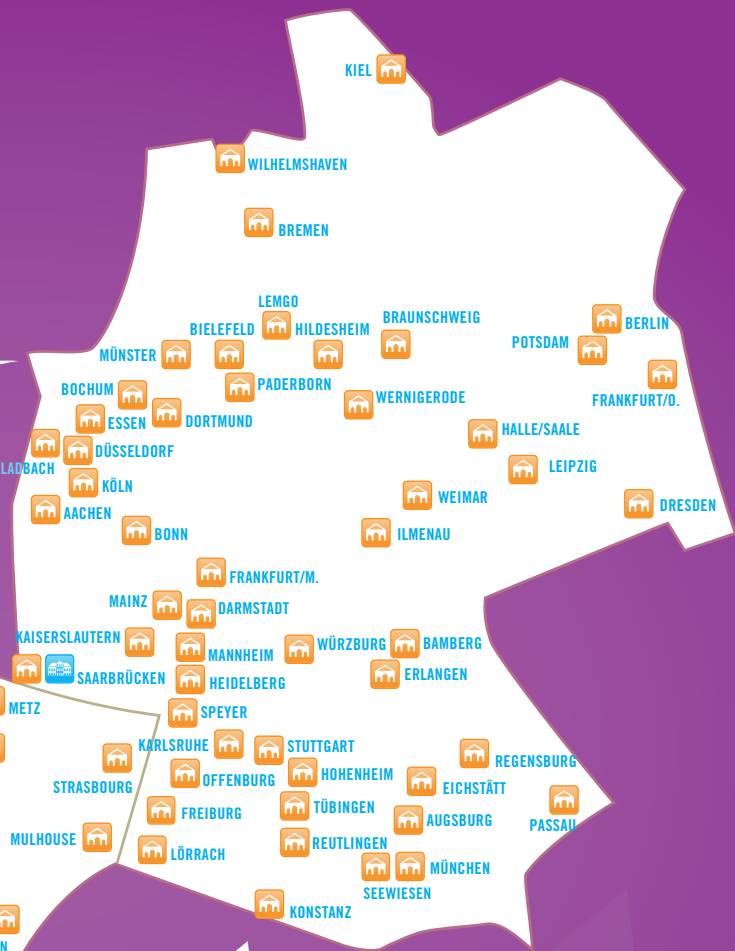 KIEL
WILHELMSHAVEN
BREMEN
LEMGO
BIELEFELD
HILDESHEIM
BRAUNSCHWEIG
BERLIN
POTSDAM
MÜNSTER
PADERBORN
BOCHUM
WERNIGERODE
FRANKFURT/O.
ESSEN
DORTMUND
HALLE/SAALE
DÜSSELDORF
LADBACH
LEIPZIG
KÖLN
WEIMAR
DRESDEN
AACHEN
BONN
ILMENAU
FRANKFURT/M.
MAINZ
DARMSTADT
KAISERSLAUTERN
WÜRZBURG
BAMBERG
MANNHEIM
SAARBRÜCKEN
ERLANGEN
HEIDELBERG
METZ
SPEYER
KARLSRUHE
STUTTGART
REGENSBURG
STRASBOURG
OFFENBURG
HOHENHEIM
EICHSTÄTT
FREIBURG
TÜBINGEN
AUGSBURG
PASSAU
MULHOUSE
REUTLINGEN
LÖRRACH
MÜNCHEN
SEEWIESEN
KONSTANZ
N